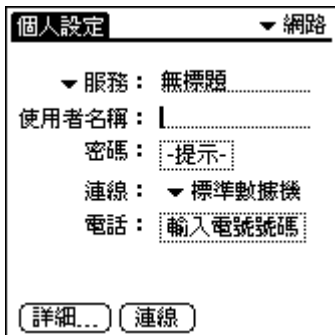 個人設定 ▼ 網路
▼ 服務： 無標題
使用者名稱：
密碼： -提示-
連線： ▼ 標準數據機
電話： 輸入電號號碼
詳細... 連線